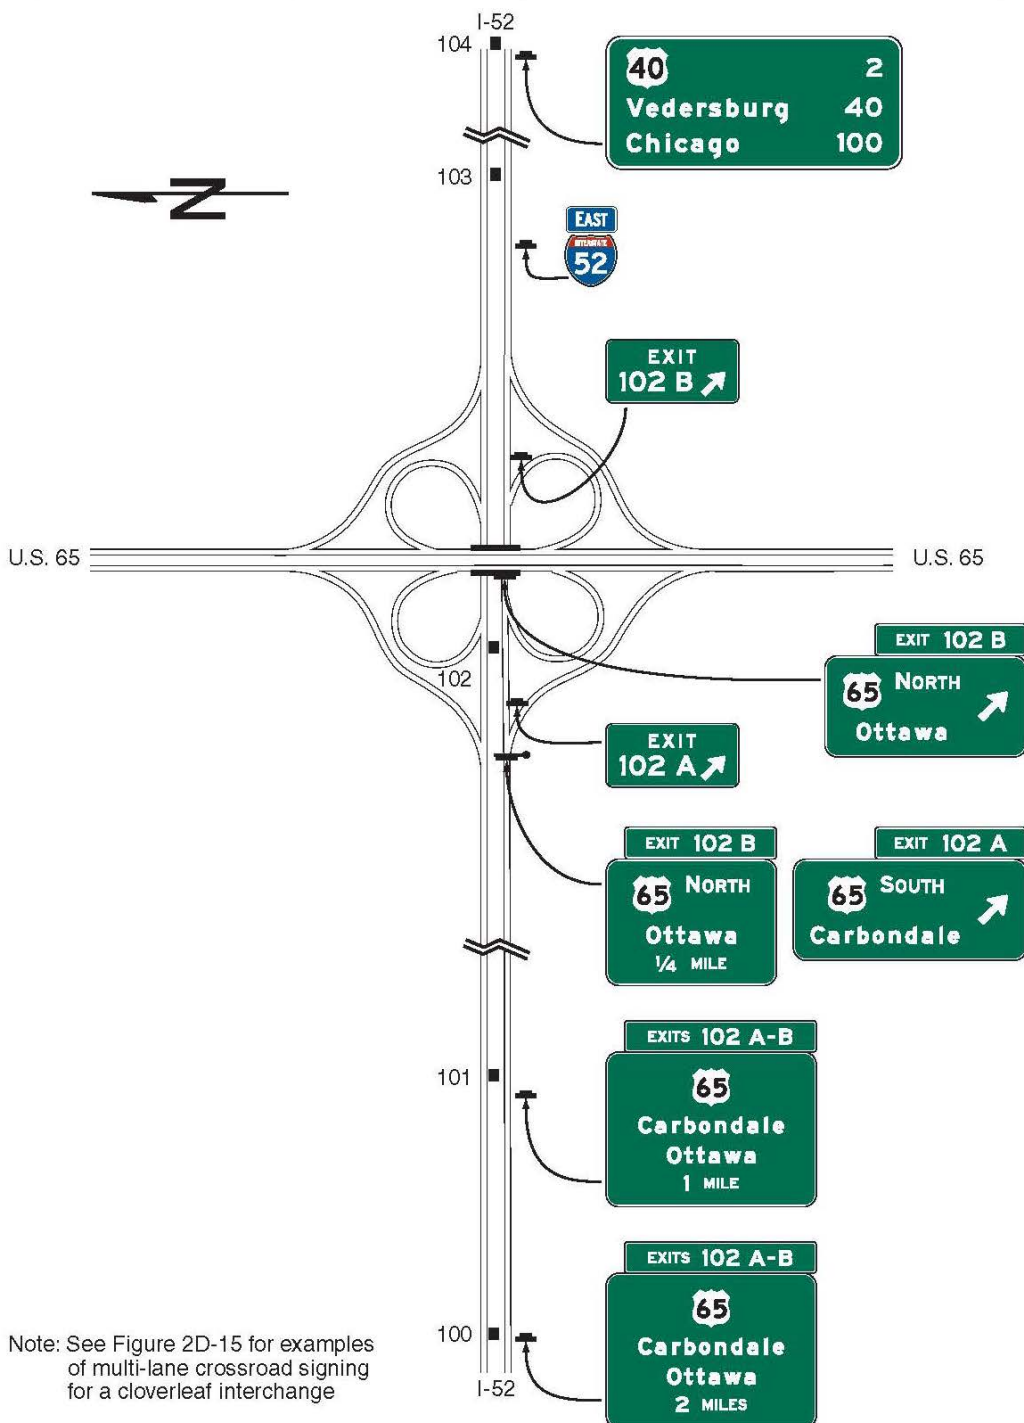 I-52
104
40 2
Vedersburg 40
Chicago 100
103
N
EAST
INTERSTATE
52
EXIT
102 B
U.S. 65
U.S. 65
EXIT 102 B
65 NORTH
Ottawa
102
EXIT
102 A
EXIT 102 B
65 NORTH
Ottawa
1/4 MILE
EXIT 102 A
65 SOUTH
Carbondale
EXITS 102 A-B
65
Carbondale
Ottawa
1 MILE
101
EXITS 102 A-B
65
Carbondale
Ottawa
2 MILES
100
Note: See Figure 2D-15 for examples
of multi-lane crossroad signing
for a cloverleaf interchange
I-52